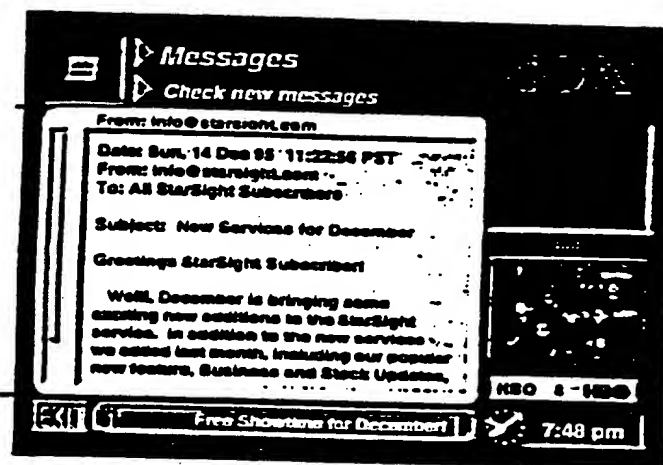 Messages
Check new messages
From: info@starsight.com
Date: Sun, 14 Dec 95 11:22:56 PST
From: info@starsight.com
To: All StarSight Subscribers
Subject: New Services for December
Greetings StarSight Subscriber!
Well, December is bringing some
exciting new additions to the StarSight
service. In addition to the new services
we added last month, including our popular
new feature, Business and Stock Updates,
HBO
Free Showtime for December!
7:48 pm